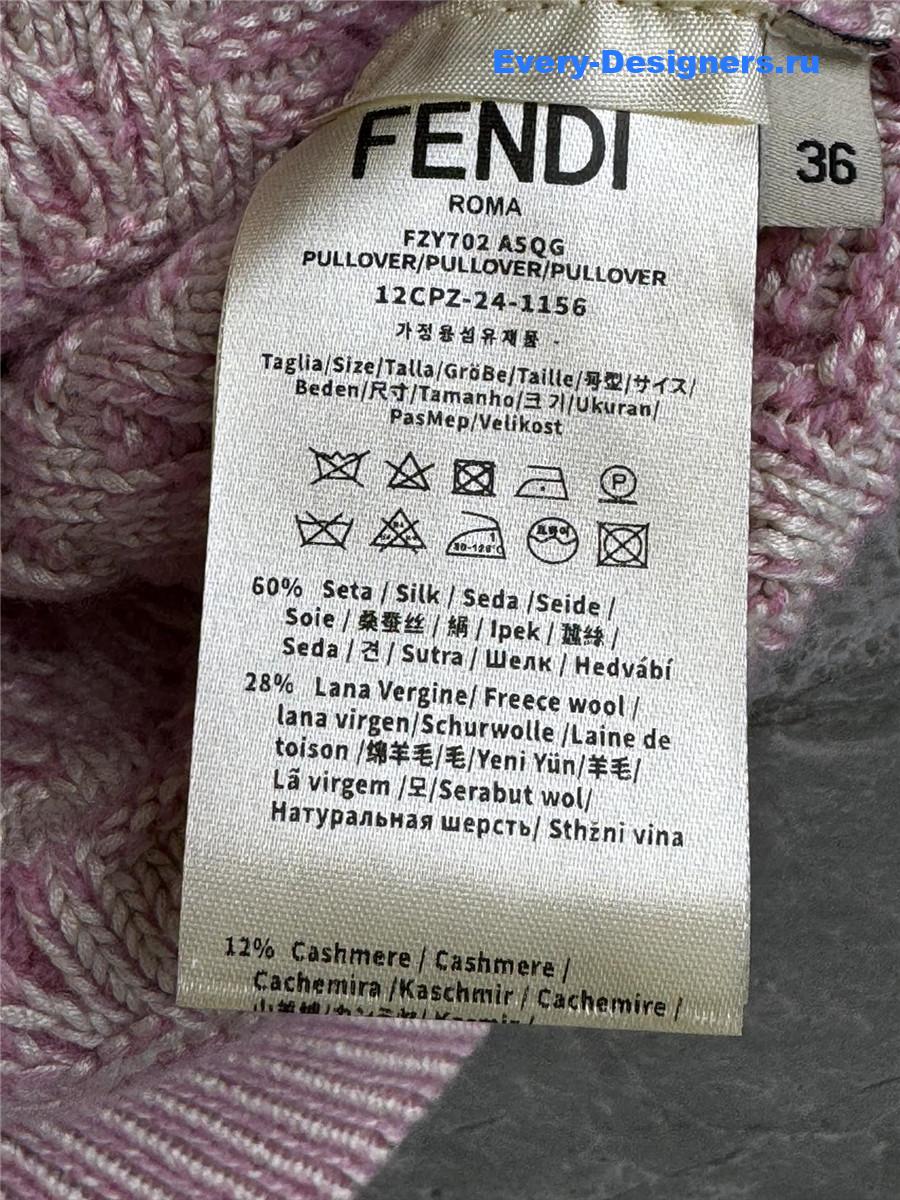 Every-Designers.ru
FENDI
36
ROMA
FZY702 A5QG
PULLOVER/PULLOVER/PULLOVER
12CPZ-24-1156
가정용섬유제품 -
Taglia/Size/Talla/GröBe/Taille/号型/サイス/
Beden/尺寸/Tamanho/크기/Ukuran/
PasMep/Velikost
P
30-120°C
60% Seta / Silk / Seda /Seide /
Soie / 桑蚕丝 / 絹 / Ipek / 蠶絲 /
Seda / 견 / Sutra / Шелк / Hedvábí
28% Lana Vergine/ Freece wool /
lana virgen/Schurwolle /Laine de
toison /绵羊毛/毛/Yeni Yün/羊毛/
Lã virgem /모/Serabut wol/
Натуральная шерсть/ Sthžni vina
12% Cashmere / Cashmere /
Cachemira /Kaschmir / Cachemire /